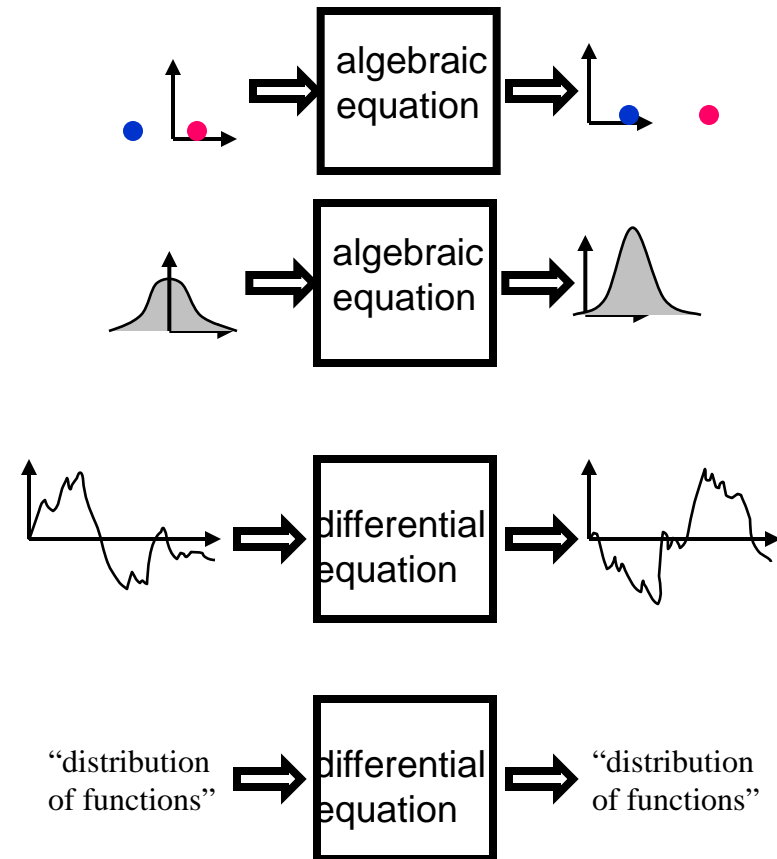 algebraic
equation
algebraic
equation
differential
equation
“distribution
of functions”
differential
equation
“distribution
of functions”